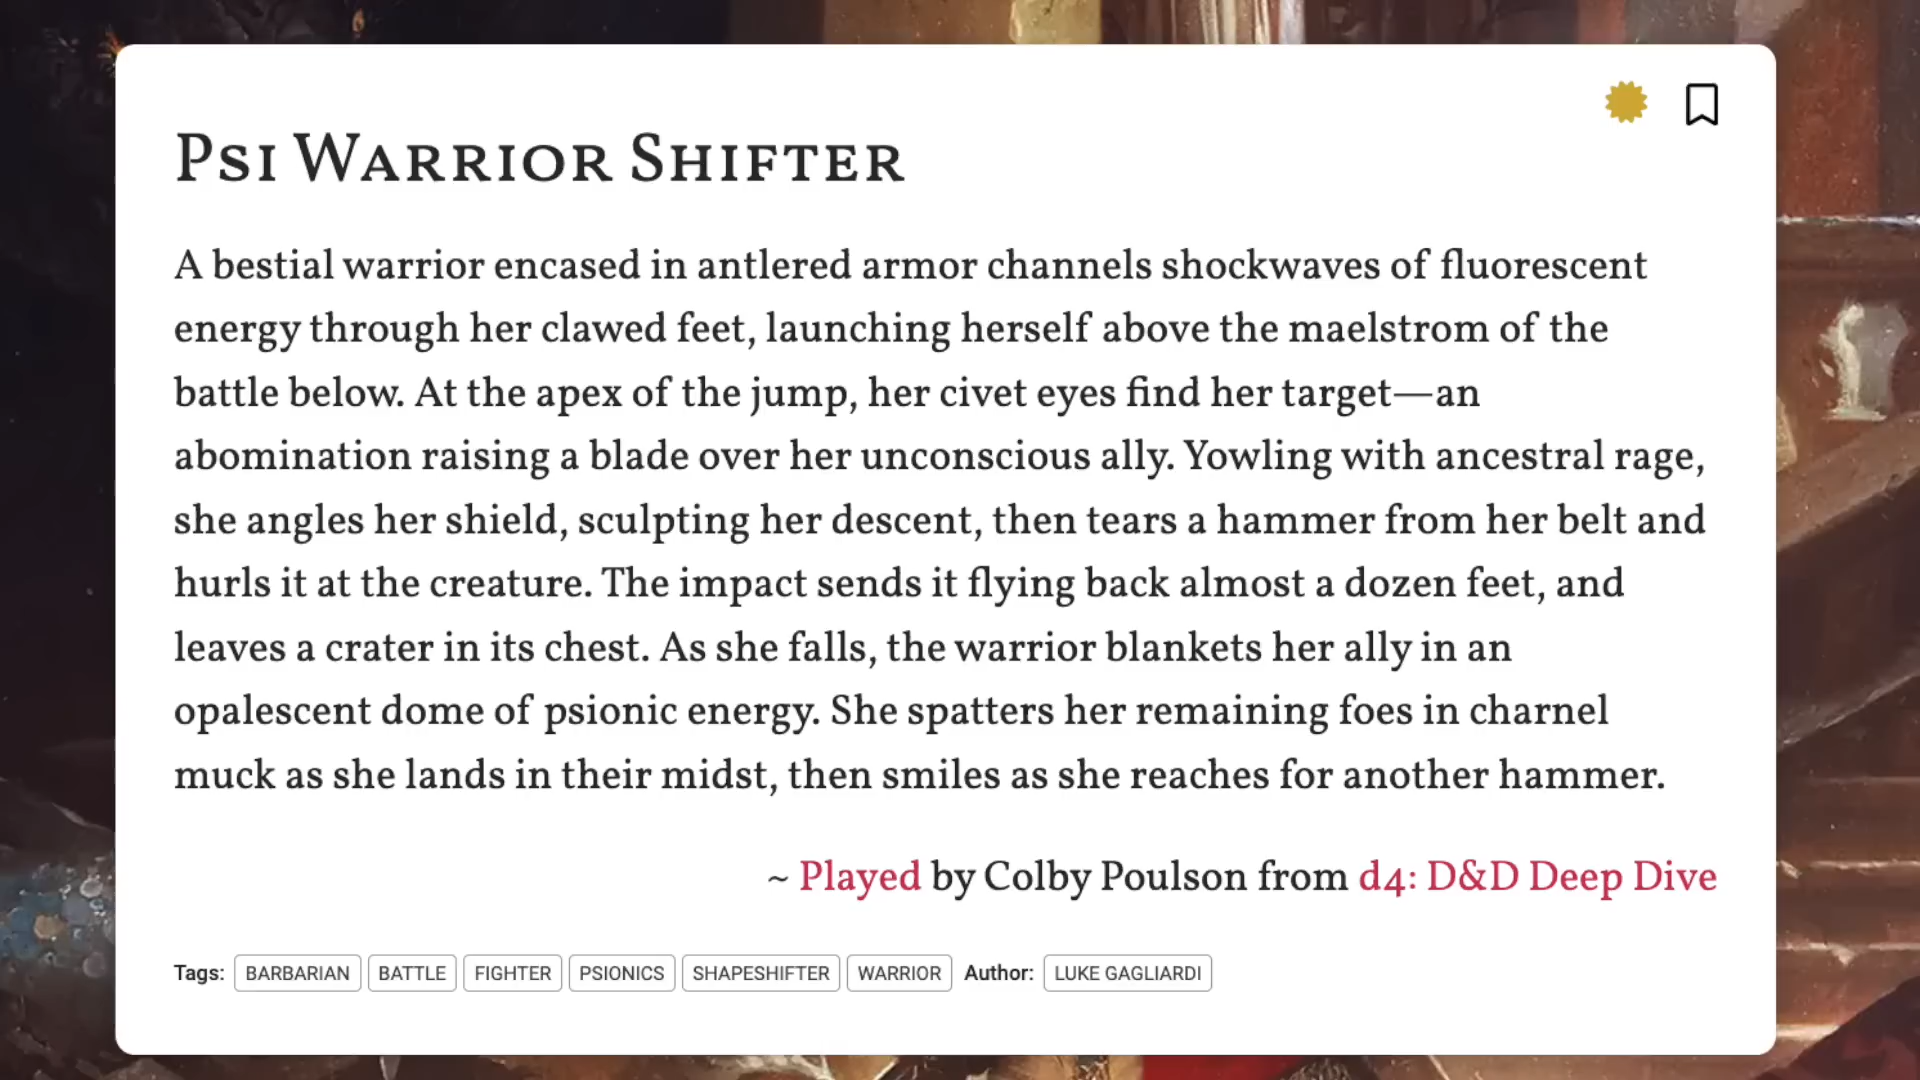 Psi Warrior Shifter
A bestial warrior encased in antlered armor channels shockwaves of fluorescent
energy through her clawed feet, launching herself above the maelstrom of the
battle below. At the apex of the jump, her civet eyes find her target—an
abomination raising a blade over her unconscious ally. Yowling with ancestral rage,
she angles her shield, sculpting her descent, then tears a hammer from her belt and
hurls it at the creature. The impact sends it flying back almost a dozen feet, and
leaves a crater in its chest. As she falls, the warrior blankets her ally in an
opalescent dome of psionic energy. She spatters her remaining foes in charnel
muck as she lands in their midst, then smiles as she reaches for another hammer.
~ Played by Colby Poulson from d4: D&D Deep Dive
Tags: BARBARIAN BATTLE FIGHTER PSIONICS SHAPESHIFTER WARRIOR Author: LUKE GAGLIARDI